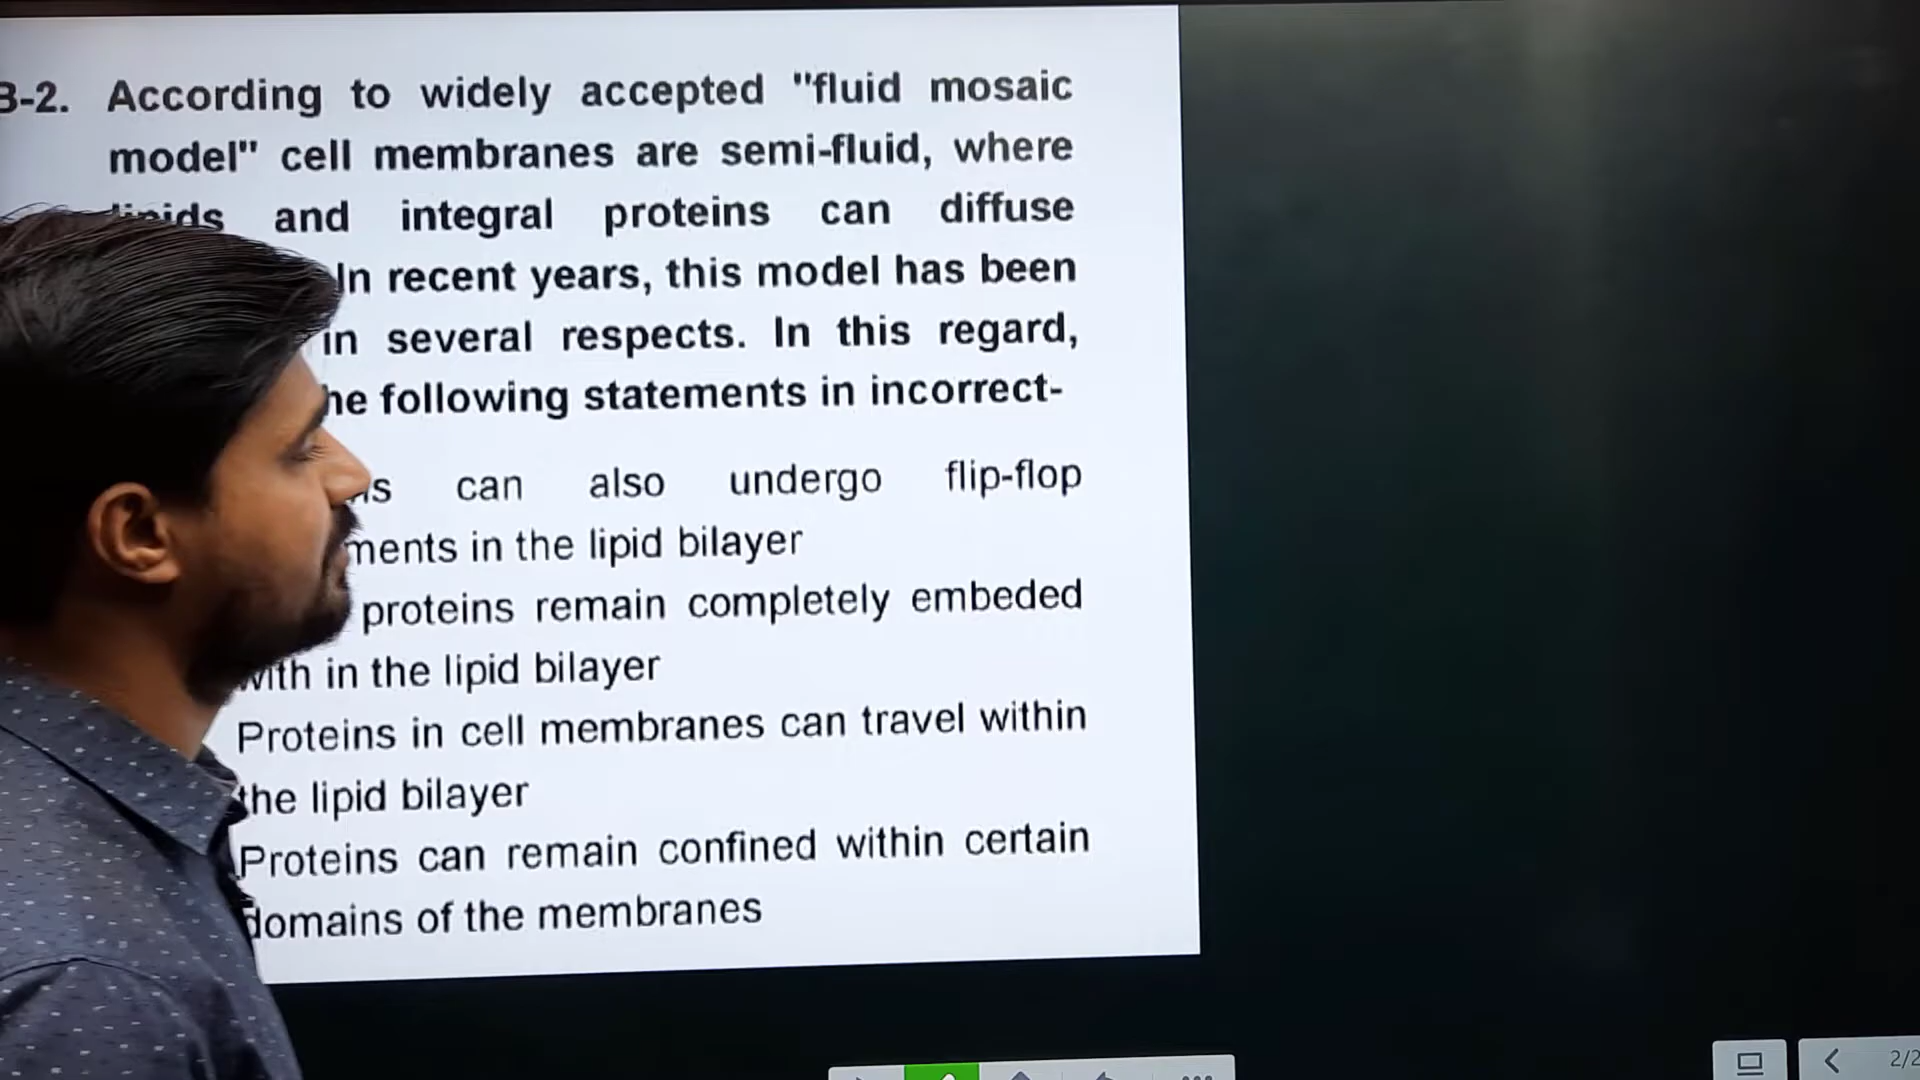 B-2. According to widely accepted "fluid mosaic
model" cell membranes are semi-fluid, where
lipids and integral proteins can diffuse
In recent years, this model has been
in several respects. In this regard,
following statements in incorrect-
can also undergo flip-flop
in the lipid bilayer
proteins remain completely embeded
with in the lipid bilayer
Proteins in cell membranes can travel within
the lipid bilayer
Proteins can remain confined within certain
domains of the membranes
2/2